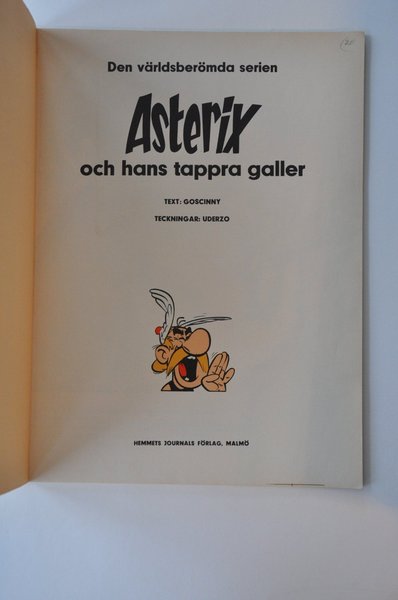 Den världsberömda serien
Asterix
och hans tappra galler
TEXT: GOSCINNY
TECKNINGAR: UDERZO
HEMMETS JOURNALS FÖRLAG, MALMÖ